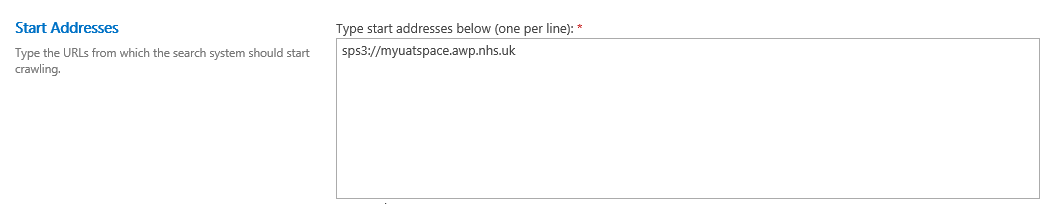 Start Addresses
Type the URLs from which the search system should start
crawling.
Type start addresses below (one per line): *
sps3://myuatspace.awp.nhs.uk